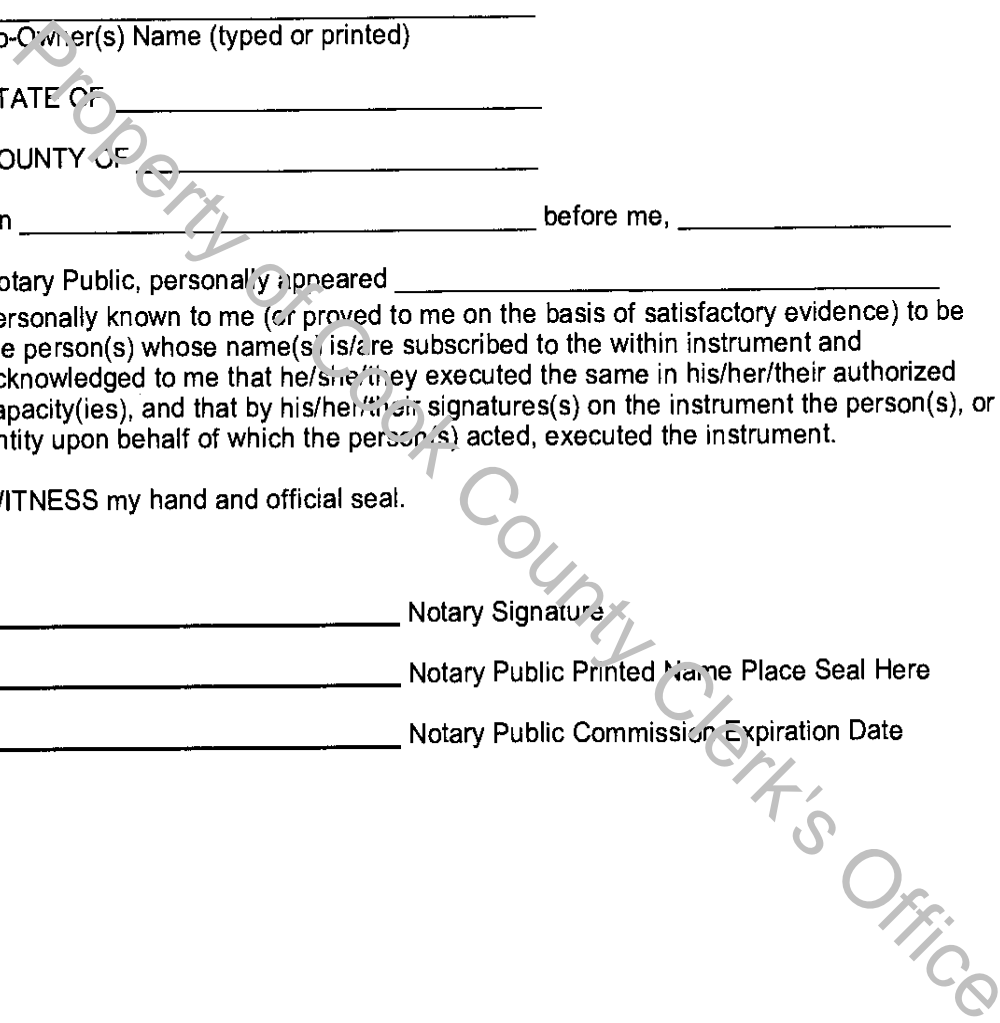 o-Owner(s) Name (typed or printed)
TATE OF
OUNTY OF
n before me,
otary Public, personally appeared
ersonally known to me (or proved to me on the basis of satisfactory evidence) to be
e person(s) whose name(s) is/are subscribed to the within instrument and
cknowledged to me that he/she/they executed the same in his/her/their authorized
apacity(ies), and that by his/her/their signatures(s) on the instrument the person(s), or
ntity upon behalf of which the person(s) acted, executed the instrument.
ITNESS my hand and official seal.
Notary Signature
Notary Public Printed Name Place Seal Here
Notary Public Commission Expiration Date
Property of Cook County Clerk's Office